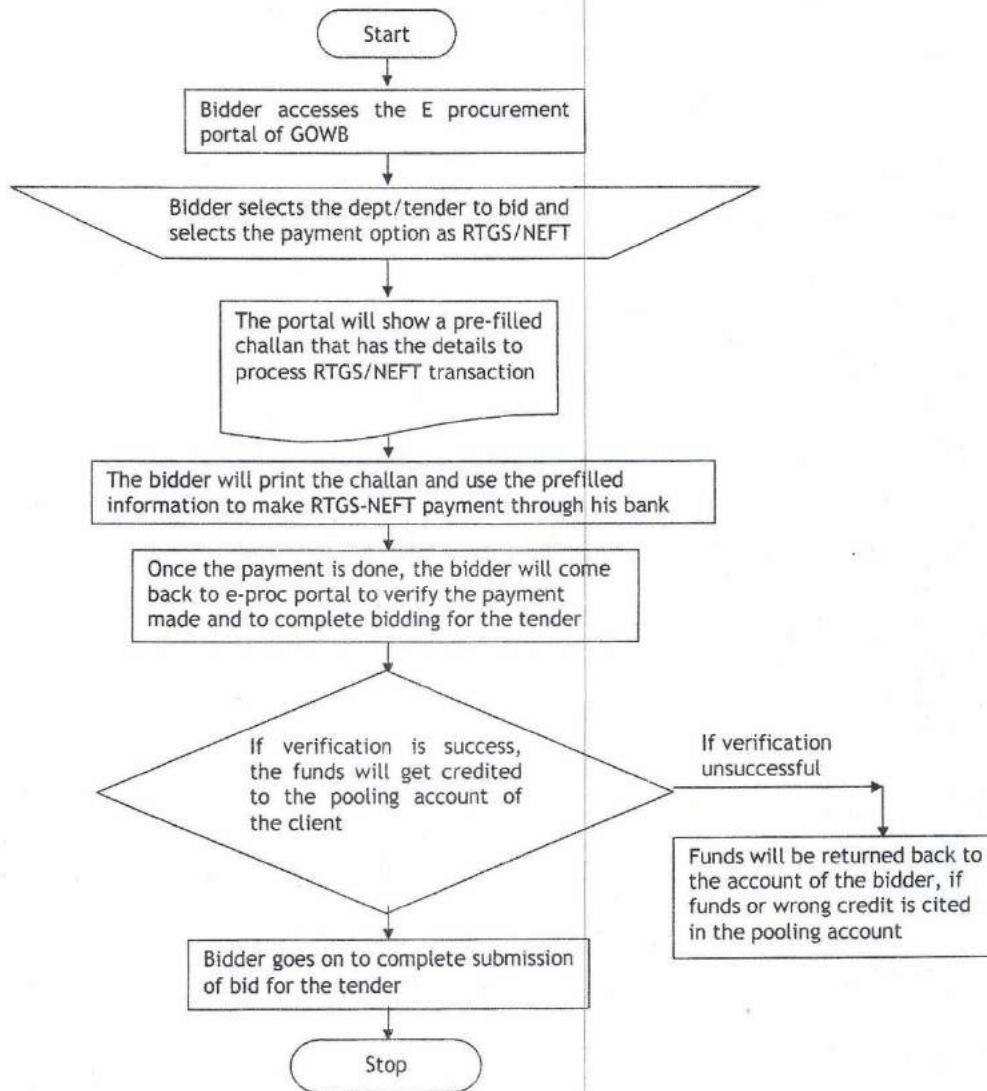 Start
Bidder accesses the E procurement
portal of GOWB
Bidder selects the dept/tender to bid and
selects the payment option as RTGS/NEFT
The portal will show a pre-filled
challan that has the details to
process RTGS/NEFT transaction
The bidder will print the challan and use the prefilled
information to make RTGS-NEFT payment through his bank
Once the payment is done, the bidder will come
back to e-proc portal to verify the payment
made and to complete bidding for the tender
If verification is success,
the funds will get credited
to the pooling account of
the client
If verification
unsuccessful
Funds will be returned back to
the account of the bidder, if
funds or wrong credit is cited
in the pooling account
Bidder goes on to complete submission
of bid for the tender
Stop